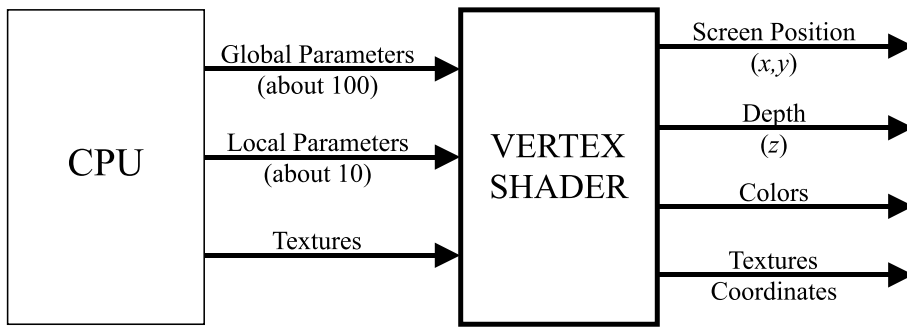 CPU
Global Parameters
(about 100)
Local Parameters
(about 10)
Textures
VERTEX
SHADER
Screen Position
(x,y)
Depth
(z)
Colors
Textures
Coordinates